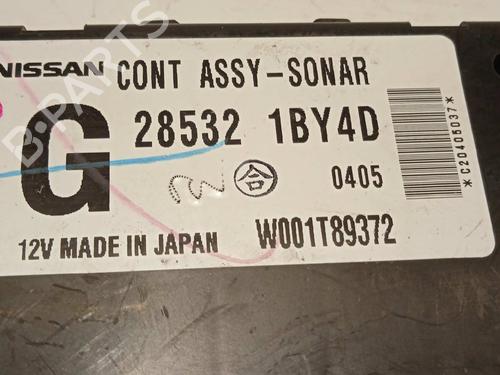 NISSAN CONT ASSY-SONAR
G 28532 1BY4D
合 0405
12V MADE IN JAPAN W001T89372
*C20405037*
B-PARTS